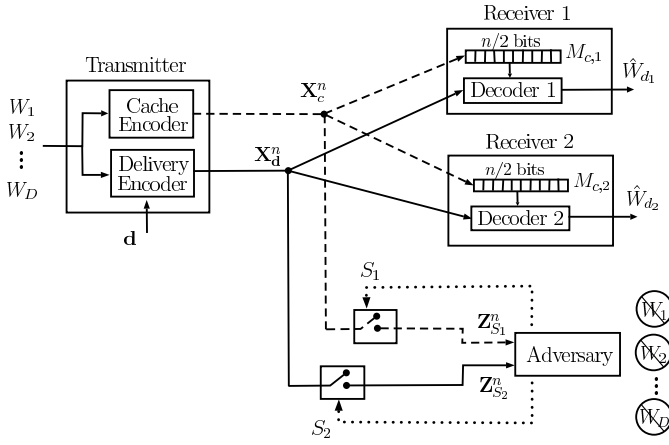 Receiver 1
n/2 bits
M_{c,1}
Decoder 1
Ŵ_{d_1}
Transmitter
W_1
W_2
W_D
Cache
Encoder
Delivery
Encoder
d
X_c^n
X_d^n
Receiver 2
n/2 bits
M_{c,2}
Decoder 2
Ŵ_{d_2}
S_1
Z_{S_1}^n
Adversary
Z_{S_2}^n
S_2
W_1
W_2
W_D